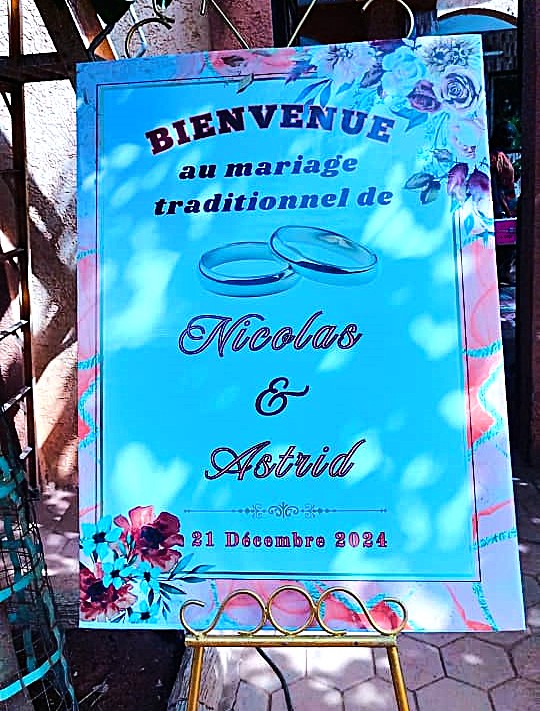 BIENVENUE
au mariage
traditionnel de
Nicolas
&
Astrid
21 Décembre 2024